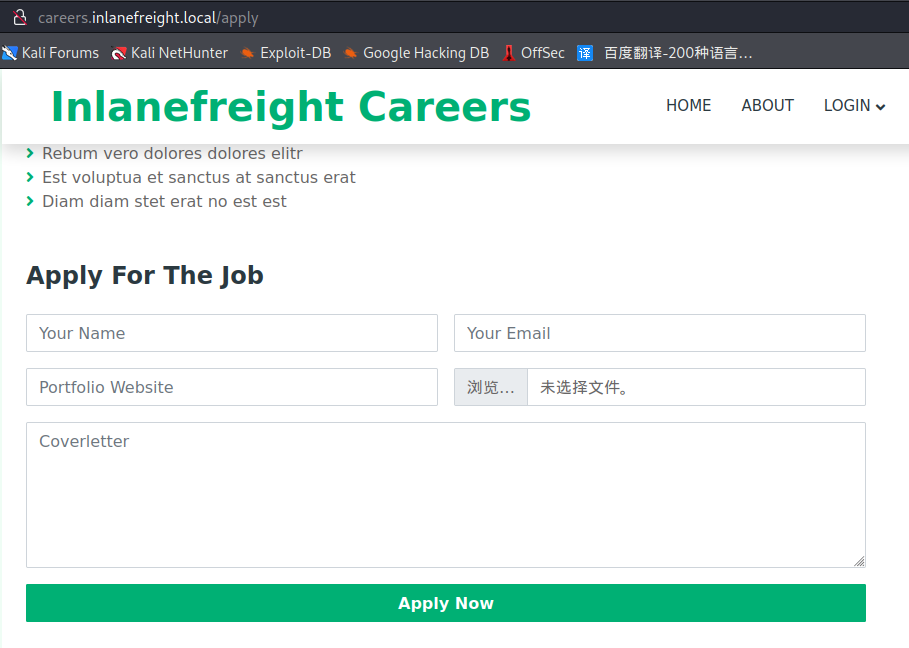 careers.inlanefreight.local/apply
Kali Forums Kali NetHunter Exploit-DB Google Hacking DB OffSec 译 百度翻译-200种语言…
Inlanefreight Careers HOME ABOUT LOGIN
Rebum vero dolores dolores elitr
Est voluptua et sanctus at sanctus erat
Diam diam stet erat no est est
Apply For The Job
Your Name Your Email
Portfolio Website 浏览… 未选择文件。
Coverletter
Apply Now